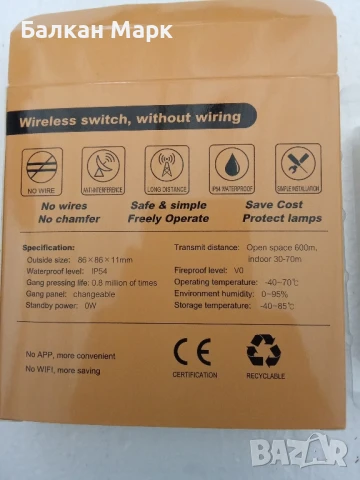 Балкан Марк
Wireless switch, without wiring
NO WIRE
ANTI-INTERFERENCE
LONG DISTANCE
IP54 WATERPROOF
SIMPLE INSTALLATION
No wires
No chamfer
Safe & simple
Freely Operate
Save Cost
Protect lamps
Specification:
Outside size: 86×86×11mm
Waterproof level: IP54
Gang pressing life: 0.8 million of times
Gang panel: changeable
Standby power: 0W
Transmit distance: Open space 600m,
indoor 30-70m
Fireproof level: V0
Operating temperature: -40~70℃
Environment humidity: 0~95%
Storage temperature: -40~85℃
No APP, more convenient
No WIFI, more saving
CE
CERTIFICATION
RECYCLABLE
BAZAR